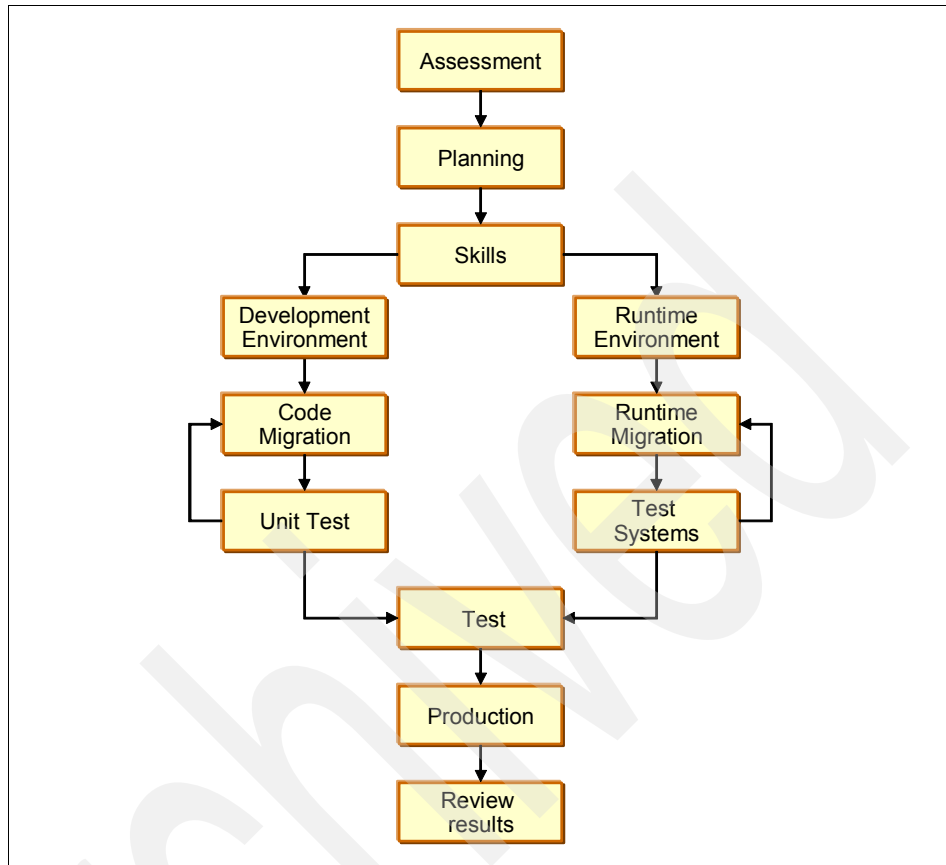 Assessment
Planning
Skills
Development
Environment
Runtime
Environment
Code
Migration
Runtime
Migration
Unit Test
Test
Systems
Test
Production
Review
results